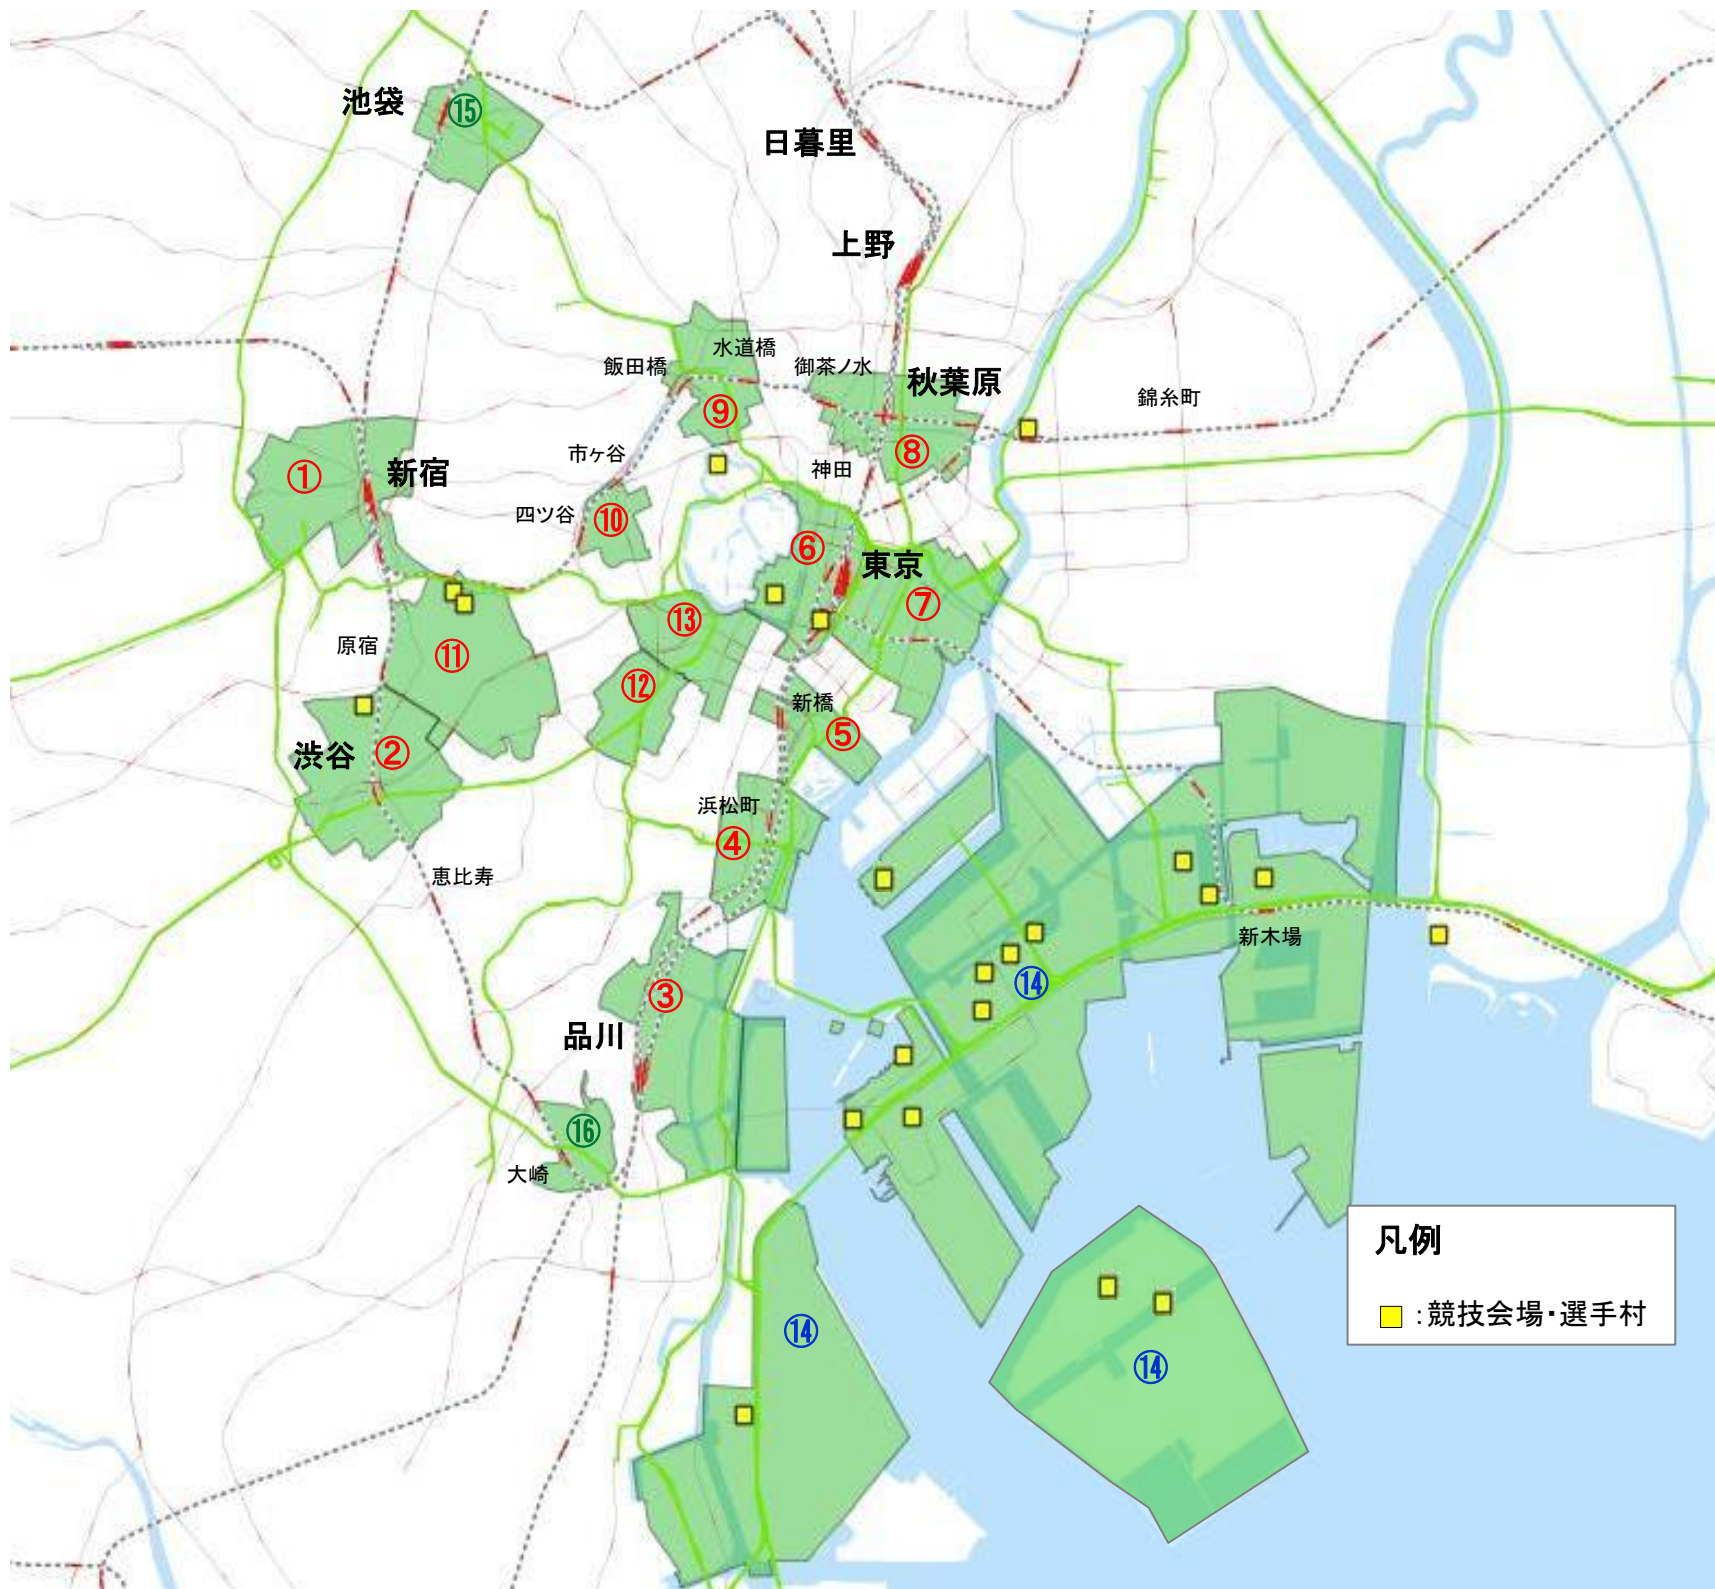 池袋
⑮
日暮里
上野
水道橋
飯田橋
御茶ノ水
秋葉原
錦糸町
⑨
市ヶ谷
⑧
神田
新宿
①
四ツ谷
⑩
⑥
東京
⑦
⑬
原宿
⑪
⑫
新橋
⑤
渋谷
②
浜松町
④
恵比寿
新木場
⑭
③
品川
⑯
大崎
凡例
:競技会場・選手村
⑭
⑭